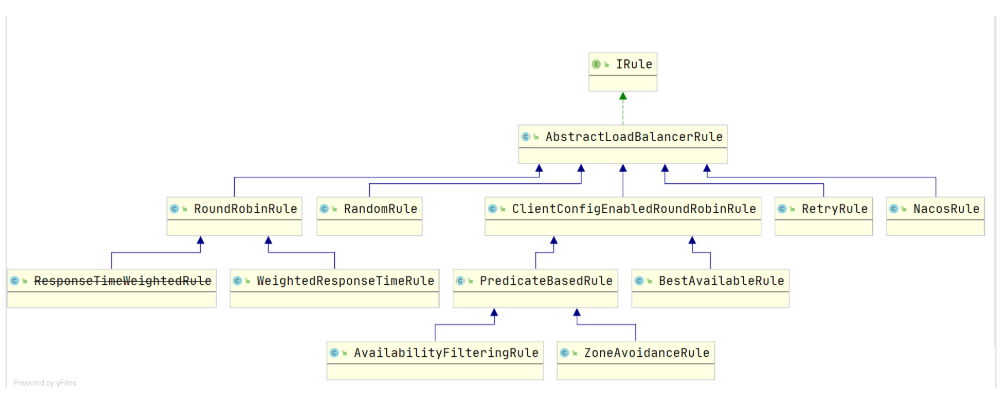 IRule
AbstractLoadBalancerRule
RoundRobinRule
RandomRule
ClientConfigEnabledRoundRobinRule
RetryRule
NacosRule
ResponseTimeWeightedRule
WeightedResponseTimeRule
PredicateBasedRule
BestAvailableRule
AvailabilityFilteringRule
ZoneAvoidanceRule
Powered by yFiles